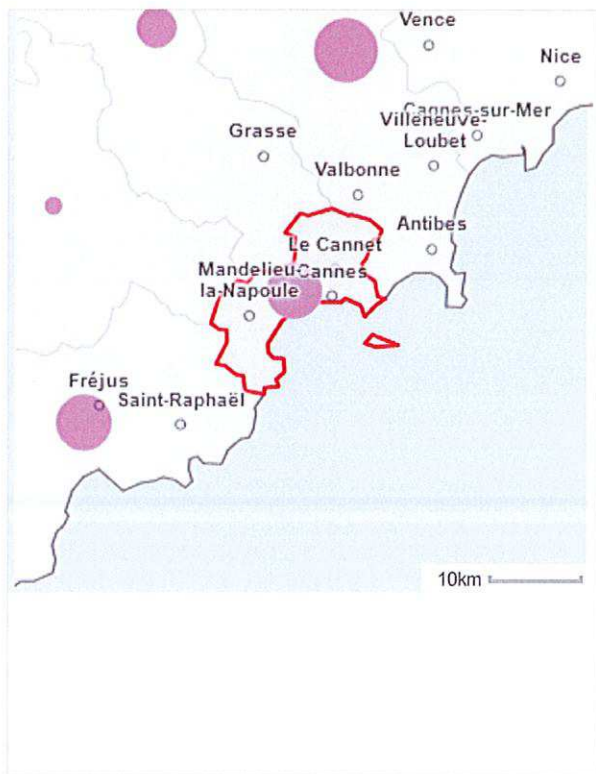 Vence
Nice
Cagnes-sur-Mer
Villeneuve-
Loubet
Grasse
Valbonne
Antibes
Le Cannet
Mandelieu-
la-Napoule
Cannes
Fréjus
Saint-Raphaël
10km